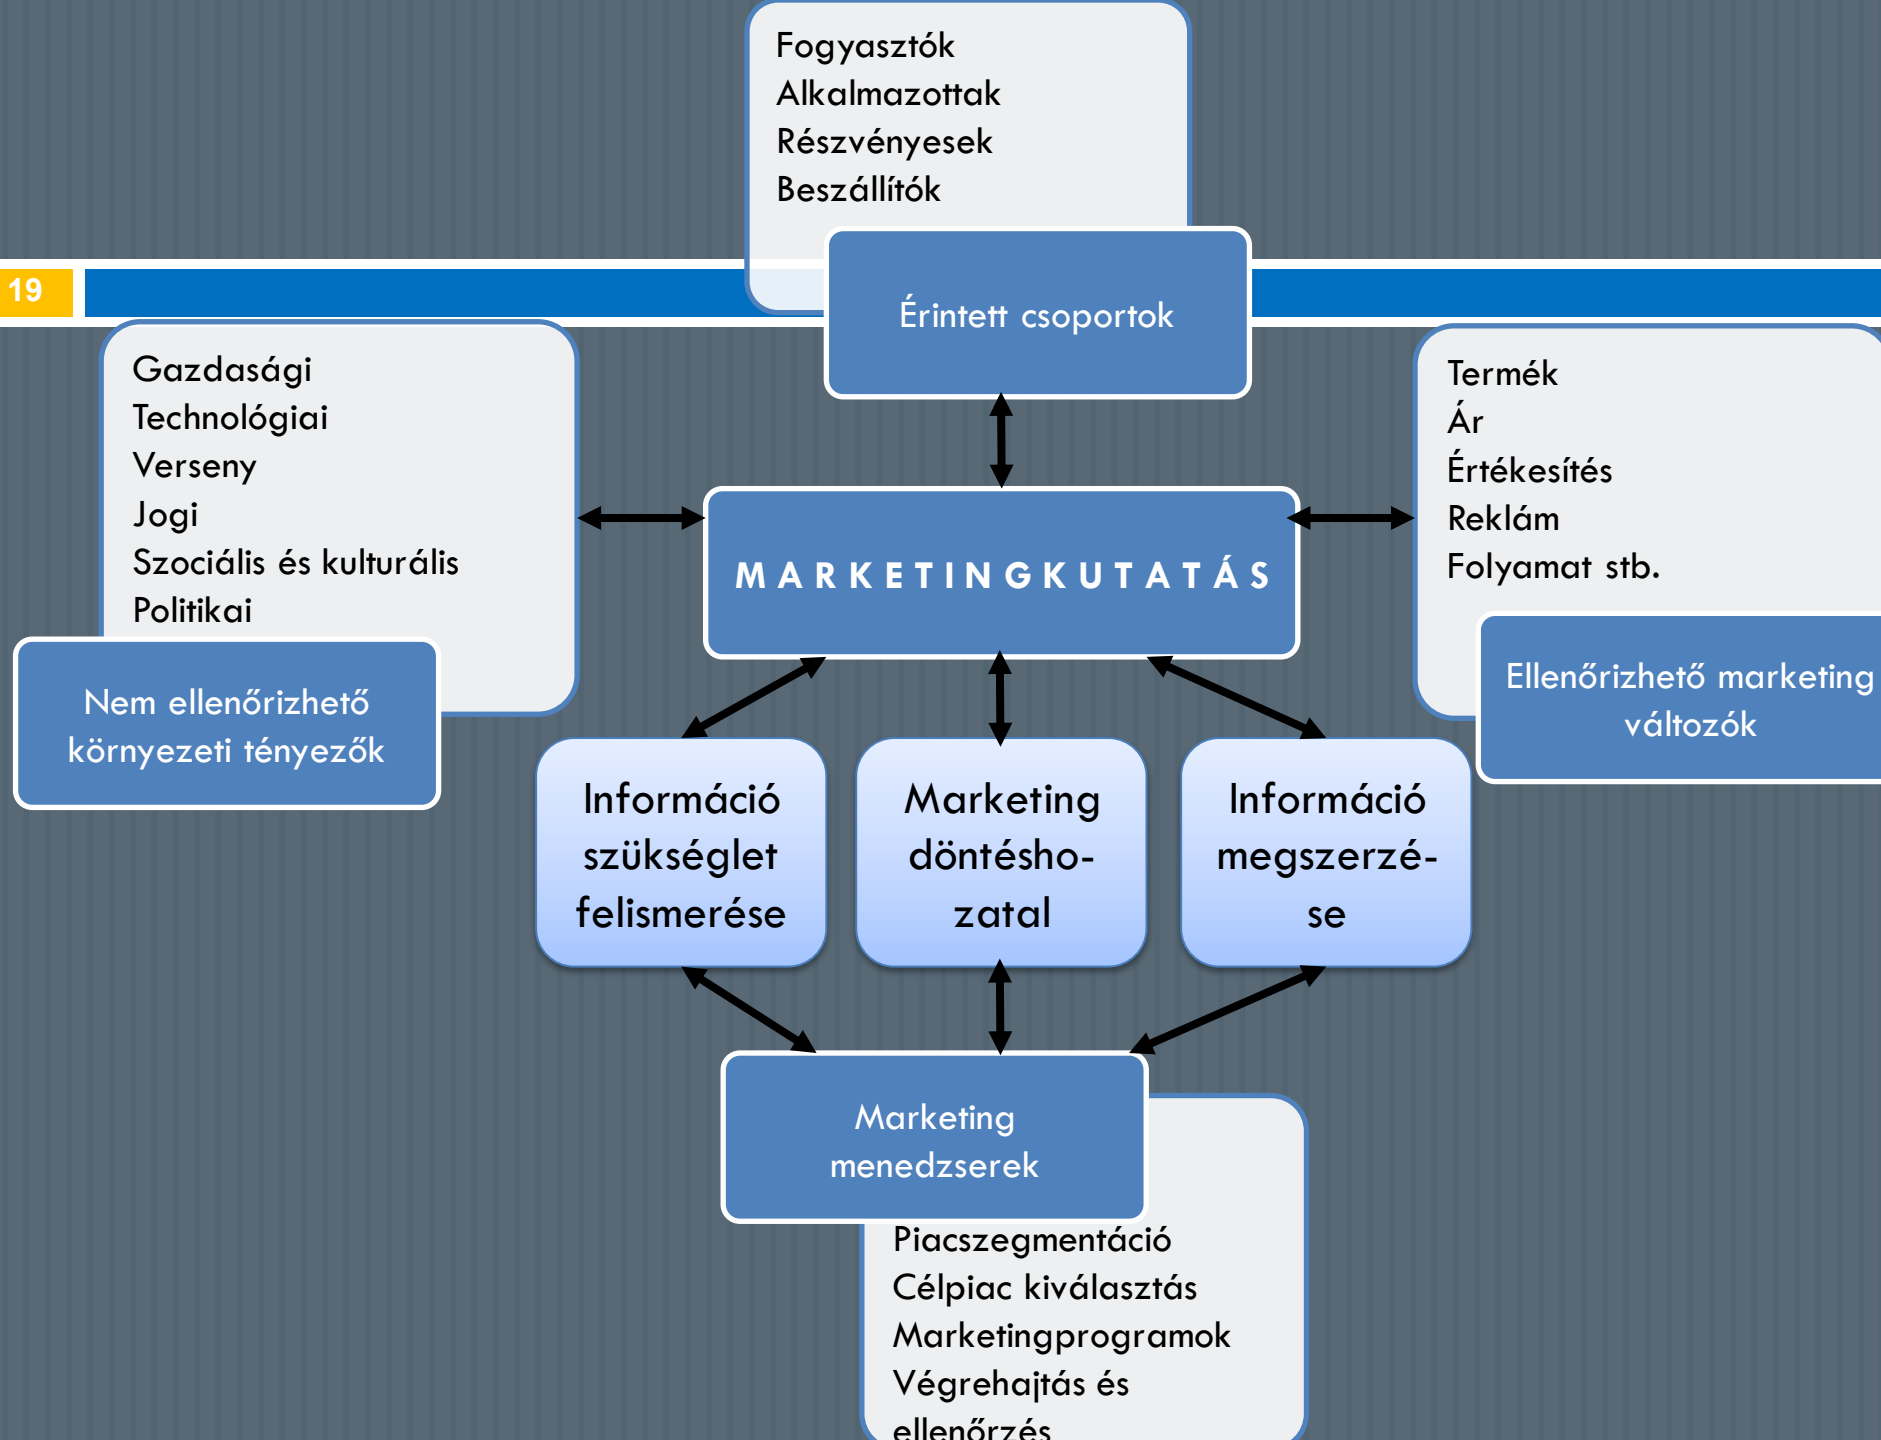 Fogyasztók
Alkalmazottak
Részvényesek
Beszállítók
Érintett csoportok
19
Gazdasági
Technológiai
Verseny
Jogi
Szociális és kulturális
Politikai
Nem ellenőrizhető
környezeti tényezők
MARKETINGKUTATÁS
Termék
Ár
Értékesítés
Reklám
Folyamat stb.
Ellenőrizhető marketing
változók
Információ
szükséglet
felismerése
Marketing
döntésho-
zatal
Információ
megszerzé-
se
Marketing
menedzserek
Piacszegmentáció
Célpiac kiválasztás
Marketingprogramok
Végrehajtás és
ellenőrzés